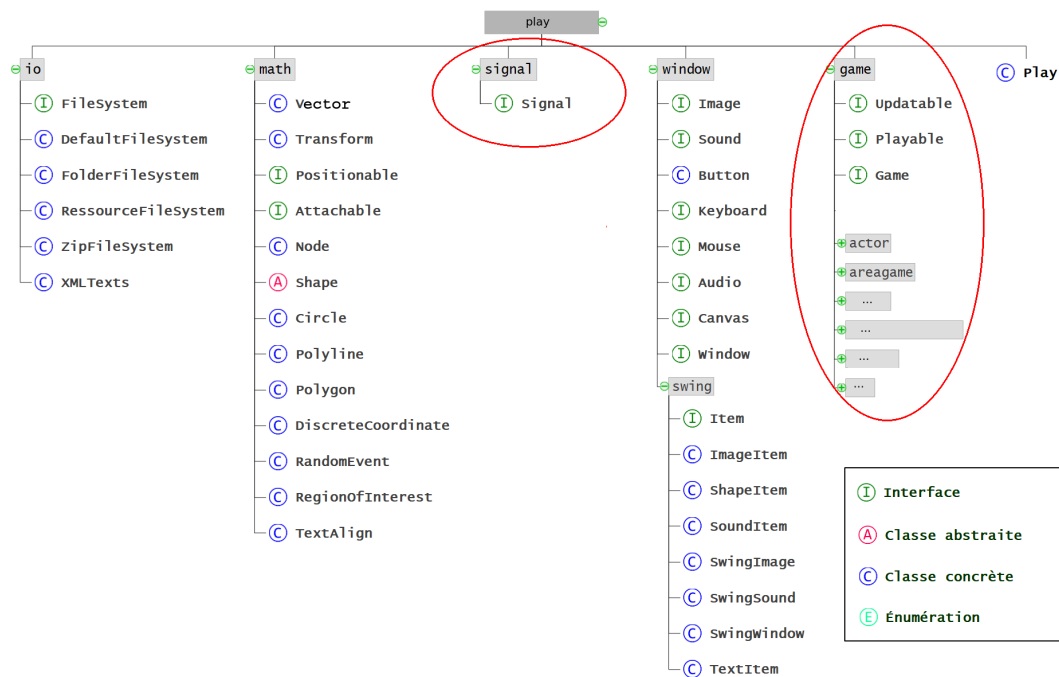 play
io
I FileSystem
C DefaultFileSystem
C FolderFileSystem
C RessourceFileSystem
C ZipFileSystem
C XMLTexts
math
C Vector
C Transform
I Positionable
I Attachable
C Node
A Shape
C Circle
C Polyline
C Polygon
C DiscreteCoordinate
C RandomEvent
C RegionOfInterest
C TextAlign
signal
I Signal
window
I Image
I Sound
C Button
I Keyboard
I Mouse
I Audio
I Canvas
I Window
swing
I Item
C ImageItem
C ShapeItem
C SoundItem
C SwingImage
C SwingSound
C SwingWindow
C TextItem
game
I Updatable
I Playable
I Game
actor
areagame
...
...
...
...
C Play
I Interface
A Classe abstraite
C Classe concrète
E Énumération